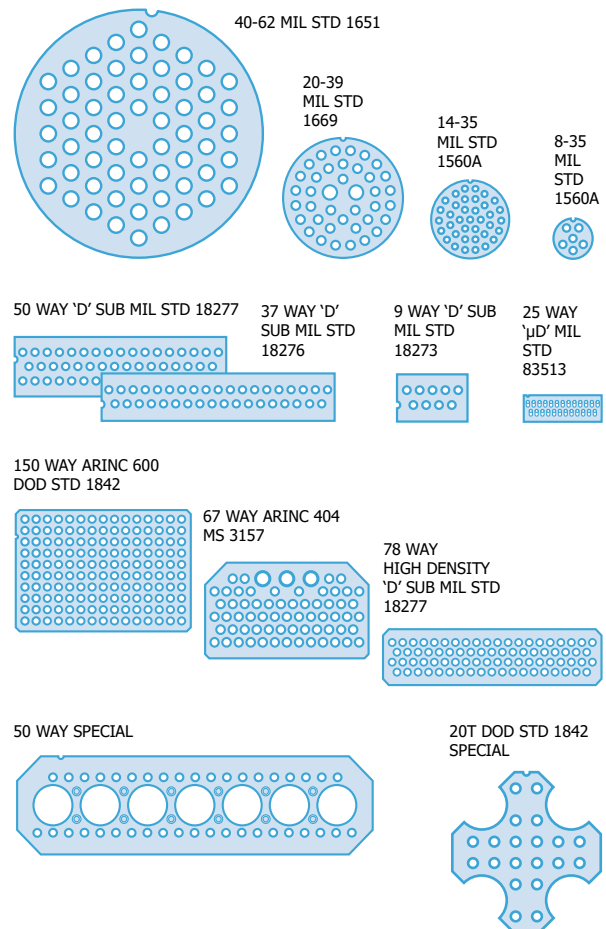 40-62 MIL STD 1651
20-39
MIL STD
1669
14-35
MIL STD
1560A
8-35
MIL
STD
1560A
50 WAY ‘D’ SUB MIL STD 18277
37 WAY ‘D’
SUB MIL STD
18276
9 WAY ‘D’ SUB
MIL STD
18273
25 WAY
‘µD’ MIL
STD
83513
150 WAY ARINC 600
DOD STD 1842
67 WAY ARINC 404
MS 3157
78 WAY
HIGH DENSITY
‘D’ SUB MIL STD
18277
50 WAY SPECIAL
20T DOD STD 1842
SPECIAL